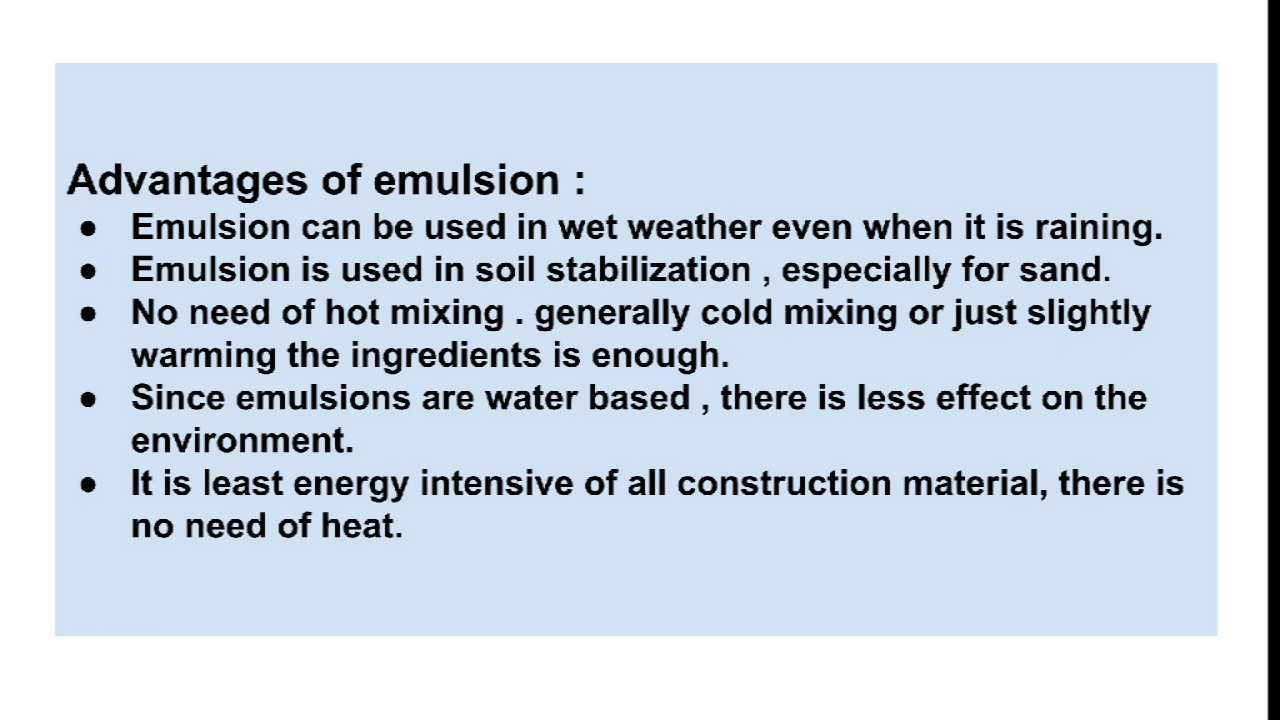 Advantages of emulsion :
● Emulsion can be used in wet weather even when it is raining.
● Emulsion is used in soil stabilization , especially for sand.
● No need of hot mixing . generally cold mixing or just slightly
warming the ingredients is enough.
● Since emulsions are water based , there is less effect on the
environment.
● It is least energy intensive of all construction material, there is
no need of heat.